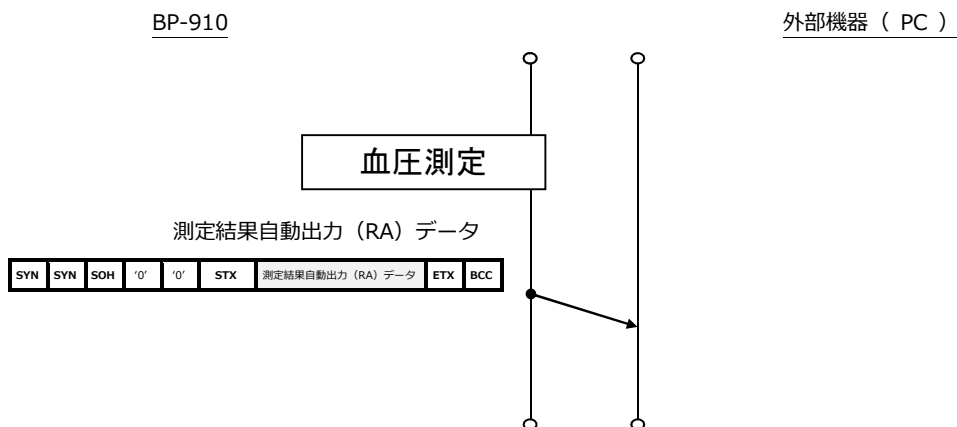 BP-910 外部機器（ PC ）
血圧測定
測定結果自動出力（RA）データ
SYN SYN SOH ‘0’ ‘0’ STX 測定結果自動出力（RA）データ ETX BCC